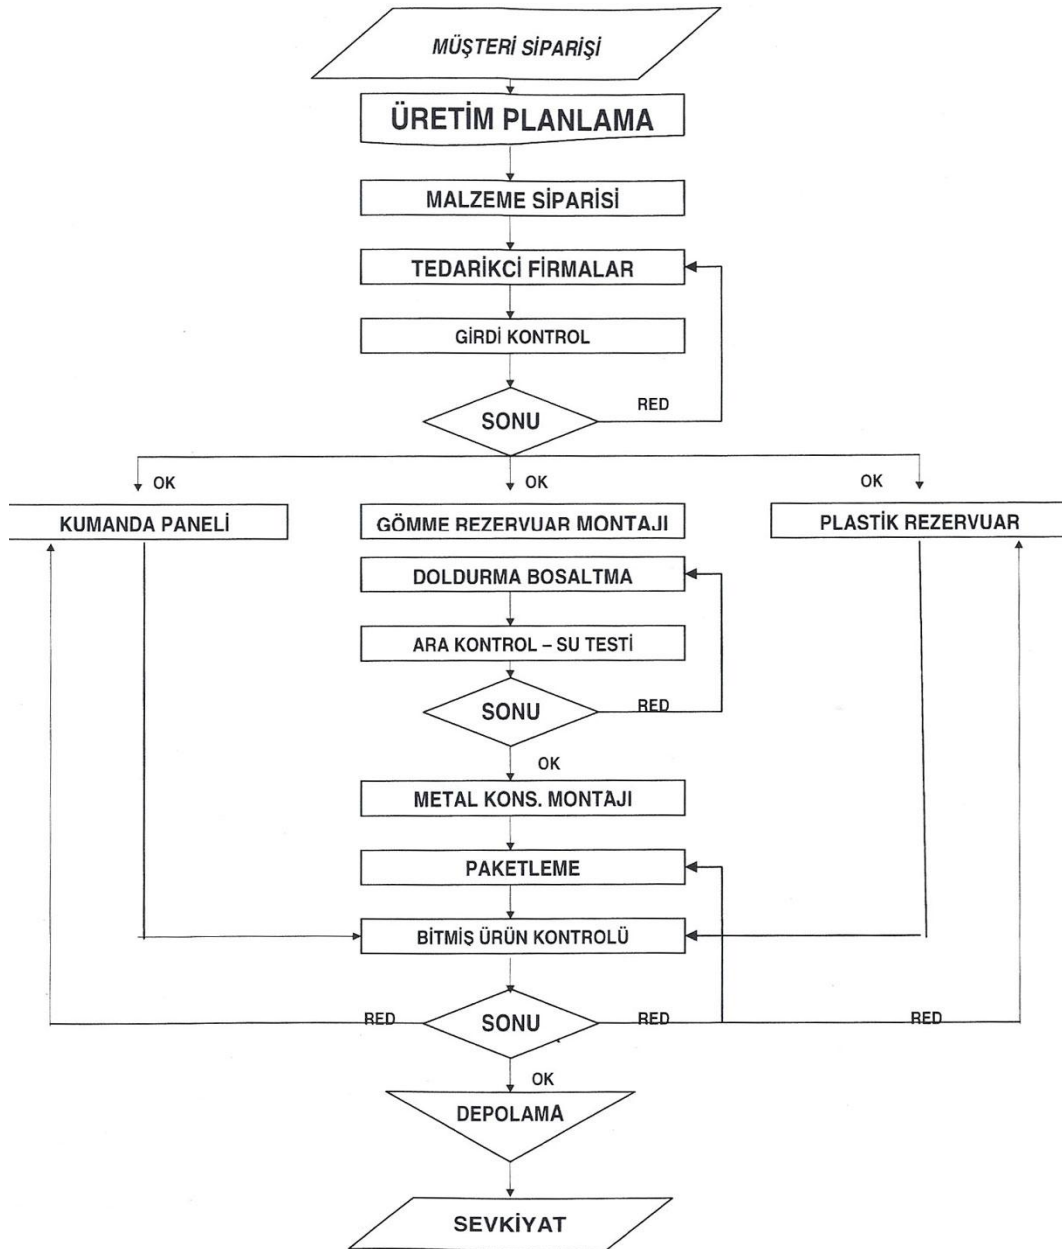 MÜŞTERİ SİPARİŞİ
ÜRETİM PLANLAMA
MALZEME SİPARİSİ
TEDARİKCİ FİRMALAR
GİRDİ KONTROL
SONU
RED
OK
OK
OK
KUMANDA PANELİ
GÖMME REZERVUAR MONTAJI
PLASTİK REZERVUAR
DOLDURMA BOSALTMA
ARA KONTROL – SU TESTİ
SONU
RED
OK
METAL KONS. MONTAJI
PAKETLEME
BİTMİŞ ÜRÜN KONTROLÜ
RED
SONU
RED
RED
OK
DEPOLAMA
SEVKİYAT